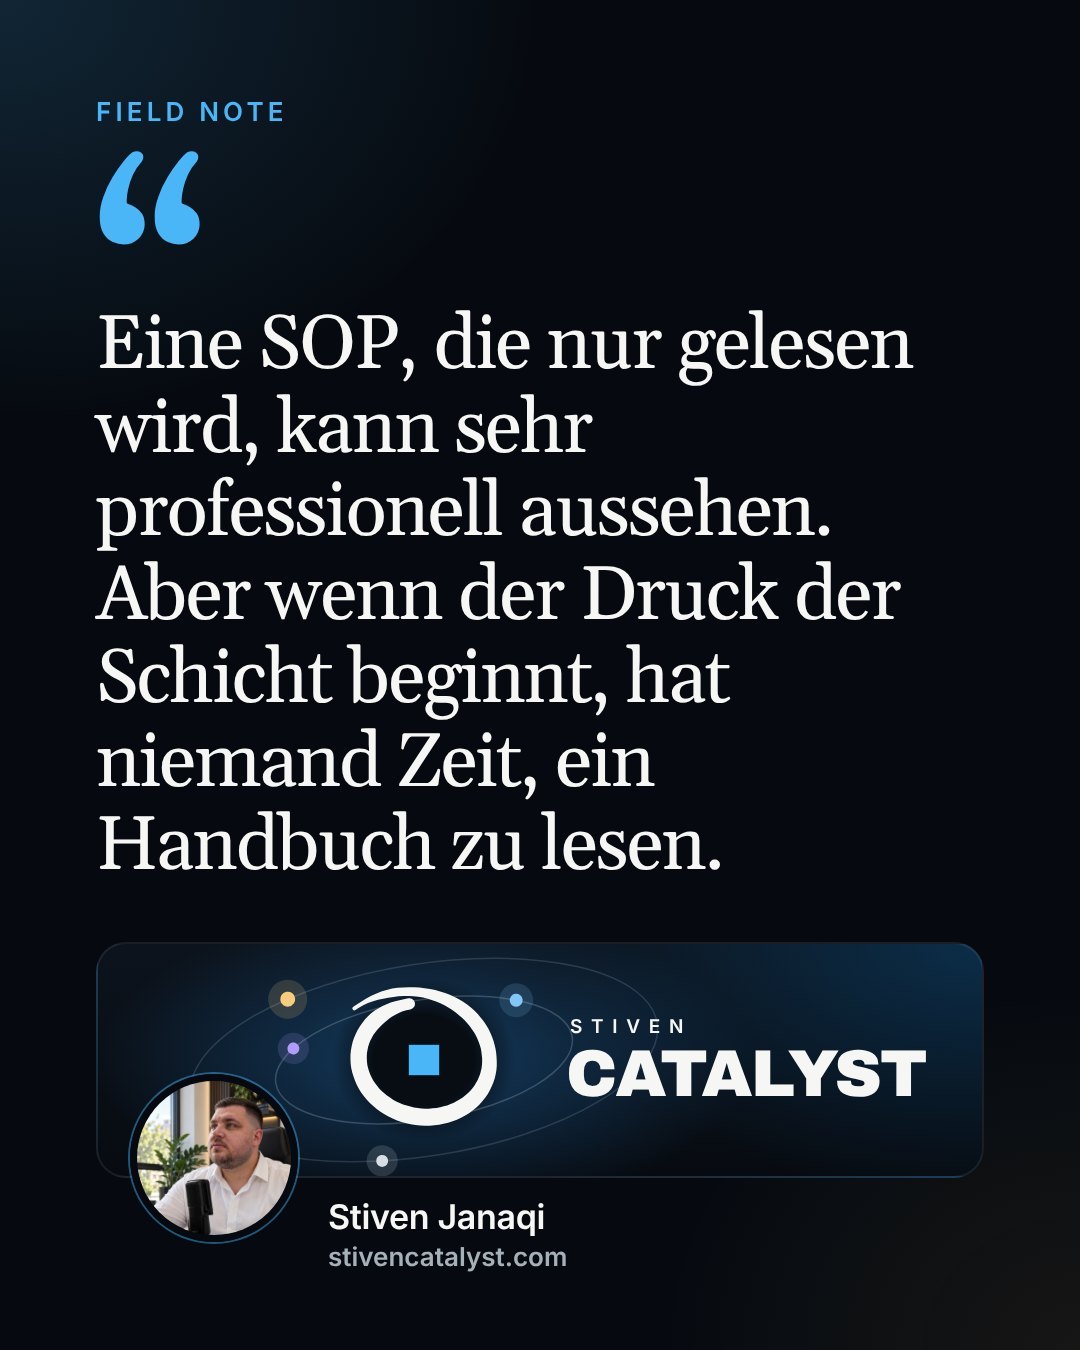 FIELD NOTE
“
Eine SOP, die nur gelesen
wird, kann sehr
professionell aussehen.
Aber wenn der Druck der
Schicht beginnt, hat
niemand Zeit, ein
Handbuch zu lesen.
STIVEN
CATALYST
Stiven Janaqi
stivencatalyst.com